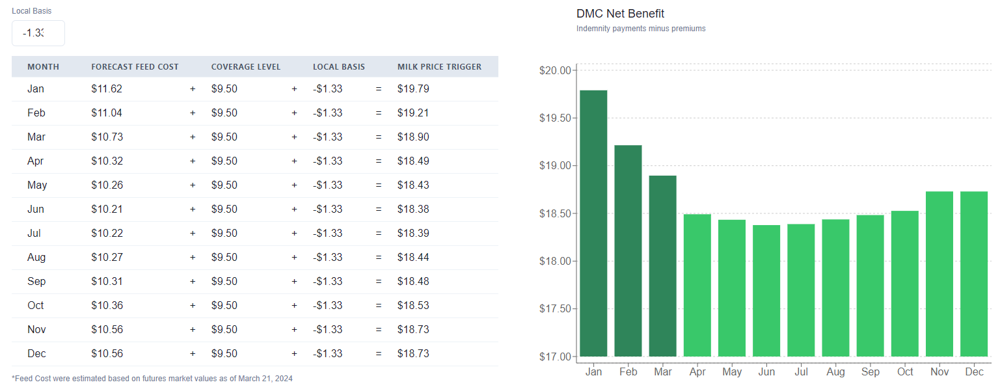 Local Basis
-1.33
MONTH FORECAST FEED COST COVERAGE LEVEL LOCAL BASIS MILK PRICE TRIGGER
Jan $11.62 + $9.50 + -$1.33 = $19.79
Feb $11.04 + $9.50 + -$1.33 = $19.21
Mar $10.73 + $9.50 + -$1.33 = $18.90
Apr $10.32 + $9.50 + -$1.33 = $18.49
May $10.26 + $9.50 + -$1.33 = $18.43
Jun $10.21 + $9.50 + -$1.33 = $18.38
Jul $10.22 + $9.50 + -$1.33 = $18.39
Aug $10.27 + $9.50 + -$1.33 = $18.44
Sep $10.31 + $9.50 + -$1.33 = $18.48
Oct $10.36 + $9.50 + -$1.33 = $18.53
Nov $10.56 + $9.50 + -$1.33 = $18.73
Dec $10.56 + $9.50 + -$1.33 = $18.73
*Feed Cost were estimated based on futures market values as of March 21, 2024
DMC Net Benefit
Indemnity payments minus premiums
$20.00
$19.50
$19.00
$18.50
$18.00
$17.50
$17.00
Jan Feb Mar Apr May Jun Jul Aug Sep Oct Nov Dec